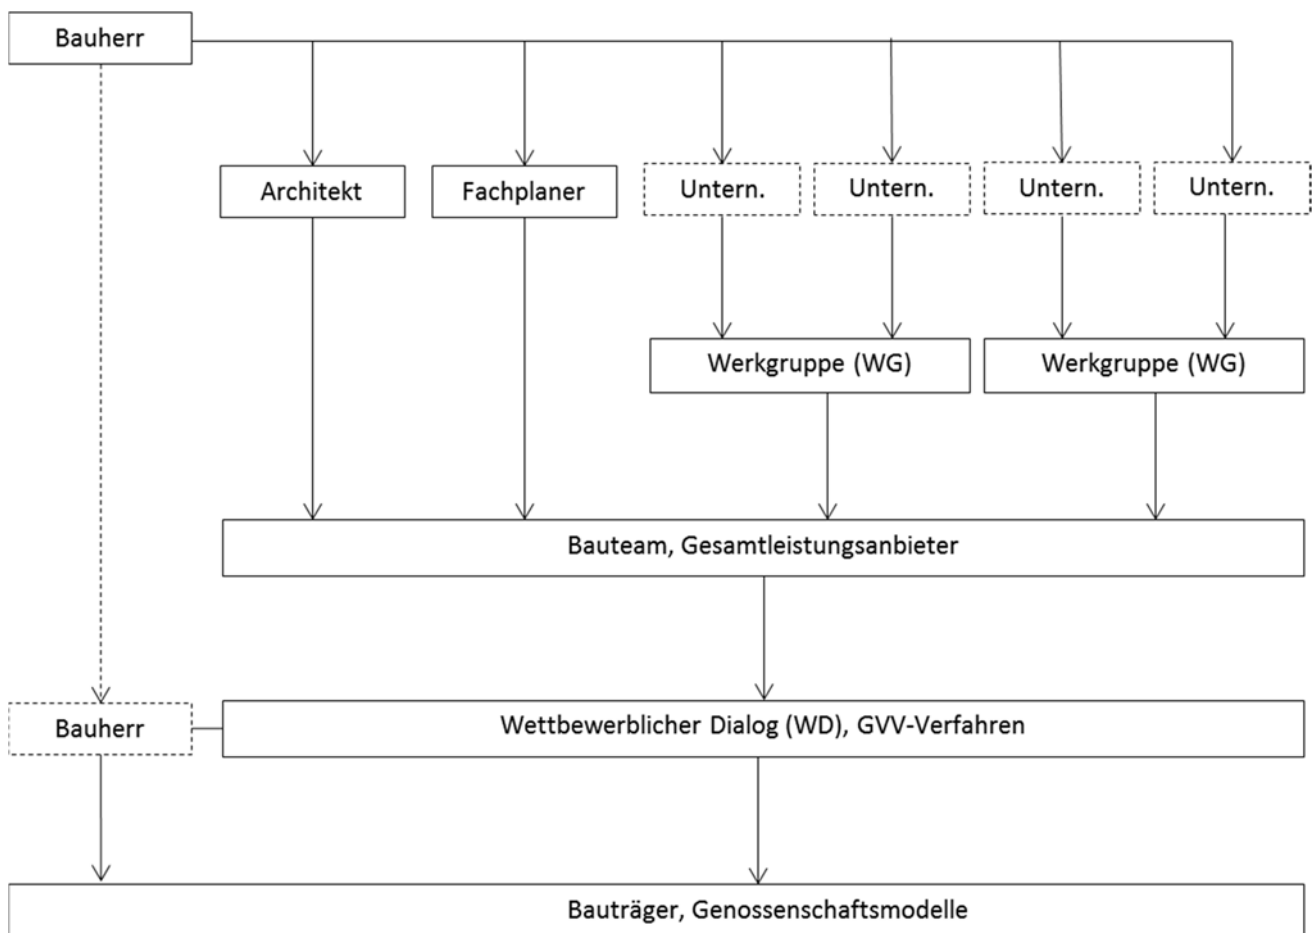 Bauherr
Architekt
Fachplaner
Untern.
Untern.
Untern.
Untern.
Werkgruppe (WG)
Werkgruppe (WG)
Bauteam, Gesamtleistungsanbieter
Bauherr
Wettbewerblicher Dialog (WD), GVV-Verfahren
Bauträger, Genossenschaftsmodelle